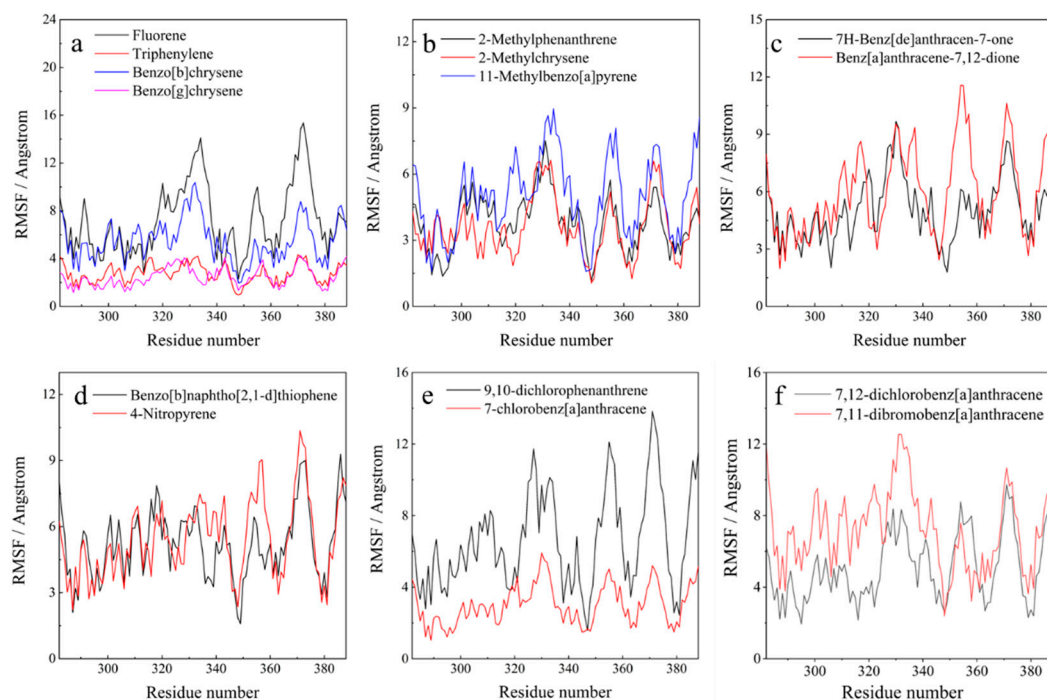 a
Fluorene
Triphenylene
Benzo[b]chrysene
Benzo[g]chrysene
24
20
16
12
8
4
0
RMSF / Angstrom
300 320 340 360 380
Residue number
b
2-Methylphenanthrene
2-Methylchrysene
11-Methylbenzo[a]pyrene
12
9
6
3
0
RMSF / Angstrom
300 320 340 360 380
Residue number
c
7H-Benz[de]anthracen-7-one
Benz[a]anthracene-7,12-dione
15
12
9
6
3
0
RMSF / Angstrom
300 320 340 360 380
Residue number
d
Benzo[b]naphtho[2,1-d]thiophene
4-Nitropyrene
12
9
6
3
0
RMSF / Angstrom
300 320 340 360 380
Residue number
e
9,10-dichlorophenanthrene
7-chlorobenz[a]anthracene
16
12
8
4
0
RMSF / Angstrom
300 320 340 360 380
Residue number
f
7,12-dichlorobenz[a]anthracene
7,11-dibromobenz[a]anthracene
16
12
8
4
0
RMSF / Angstrom
300 320 340 360 380
Residue number